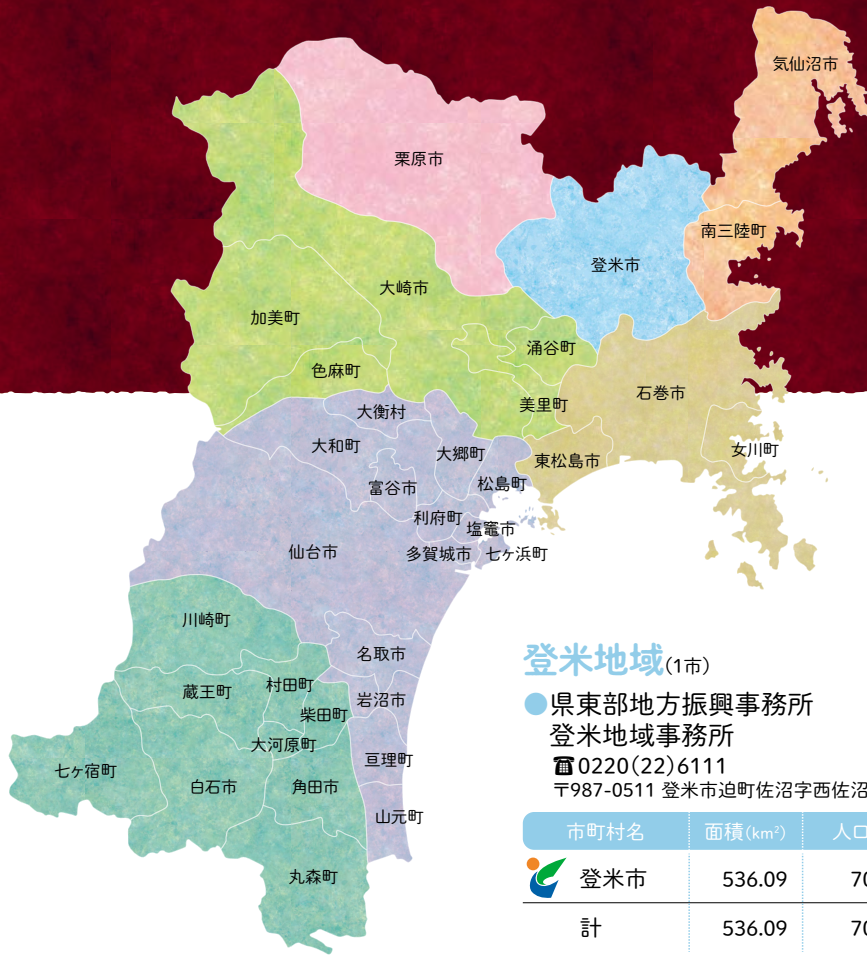 気仙沼市
栗原市
南三陸町
登米市
大崎市
加美町
涌谷町
色麻町
石巻市
美里町
大衡村
大和町
大郷町
女川町
東松島市
富谷市
松島町
利府町
塩竈市
仙台市
多賀城市
七ヶ浜町
川崎町
名取市
村田町
蔵王町
岩沼市
柴田町
大河原町
亘理町
七ヶ宿町
白石市
角田市
山元町
丸森町
登米地域(1市)
●県東部地方振興事務所
登米地域事務所
☎0220(22)6111
〒987-0511 登米市迫町佐沼字西佐沼
市町村名 面積(km²) 人口
登米市 536.09 70
計 536.09 70